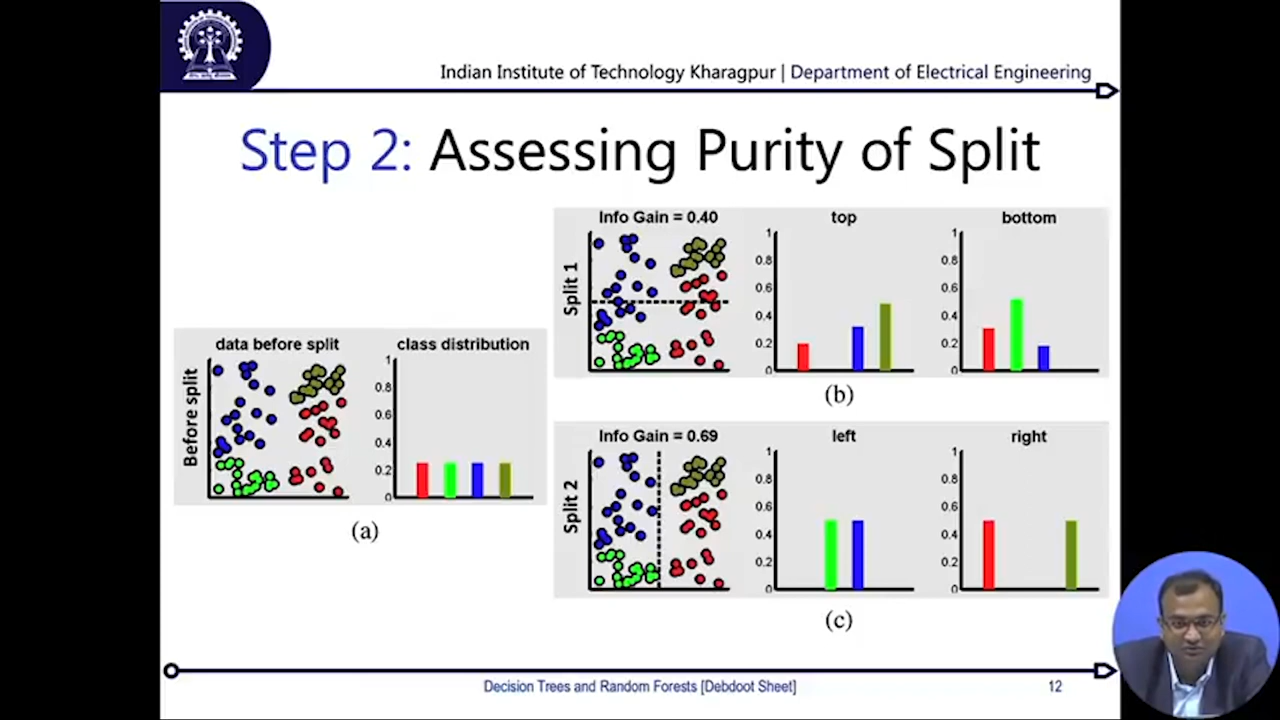 Indian Institute of Technology Kharagpur | Department of Electrical Engineering
Step 2: Assessing Purity of Split
Before split
data before split
1
0.8
0.6
0.4
0.2
0
class distribution
(a)
Split 1
Info Gain = 0.40
1
0.8
0.6
0.4
0.2
0
top
1
0.8
0.6
0.4
0.2
0
bottom
(b)
Split 2
Info Gain = 0.69
1
0.8
0.6
0.4
0.2
0
left
1
0.8
0.6
0.4
0.2
0
right
(c)
Decision Trees and Random Forests [Debdoot Sheet]
12